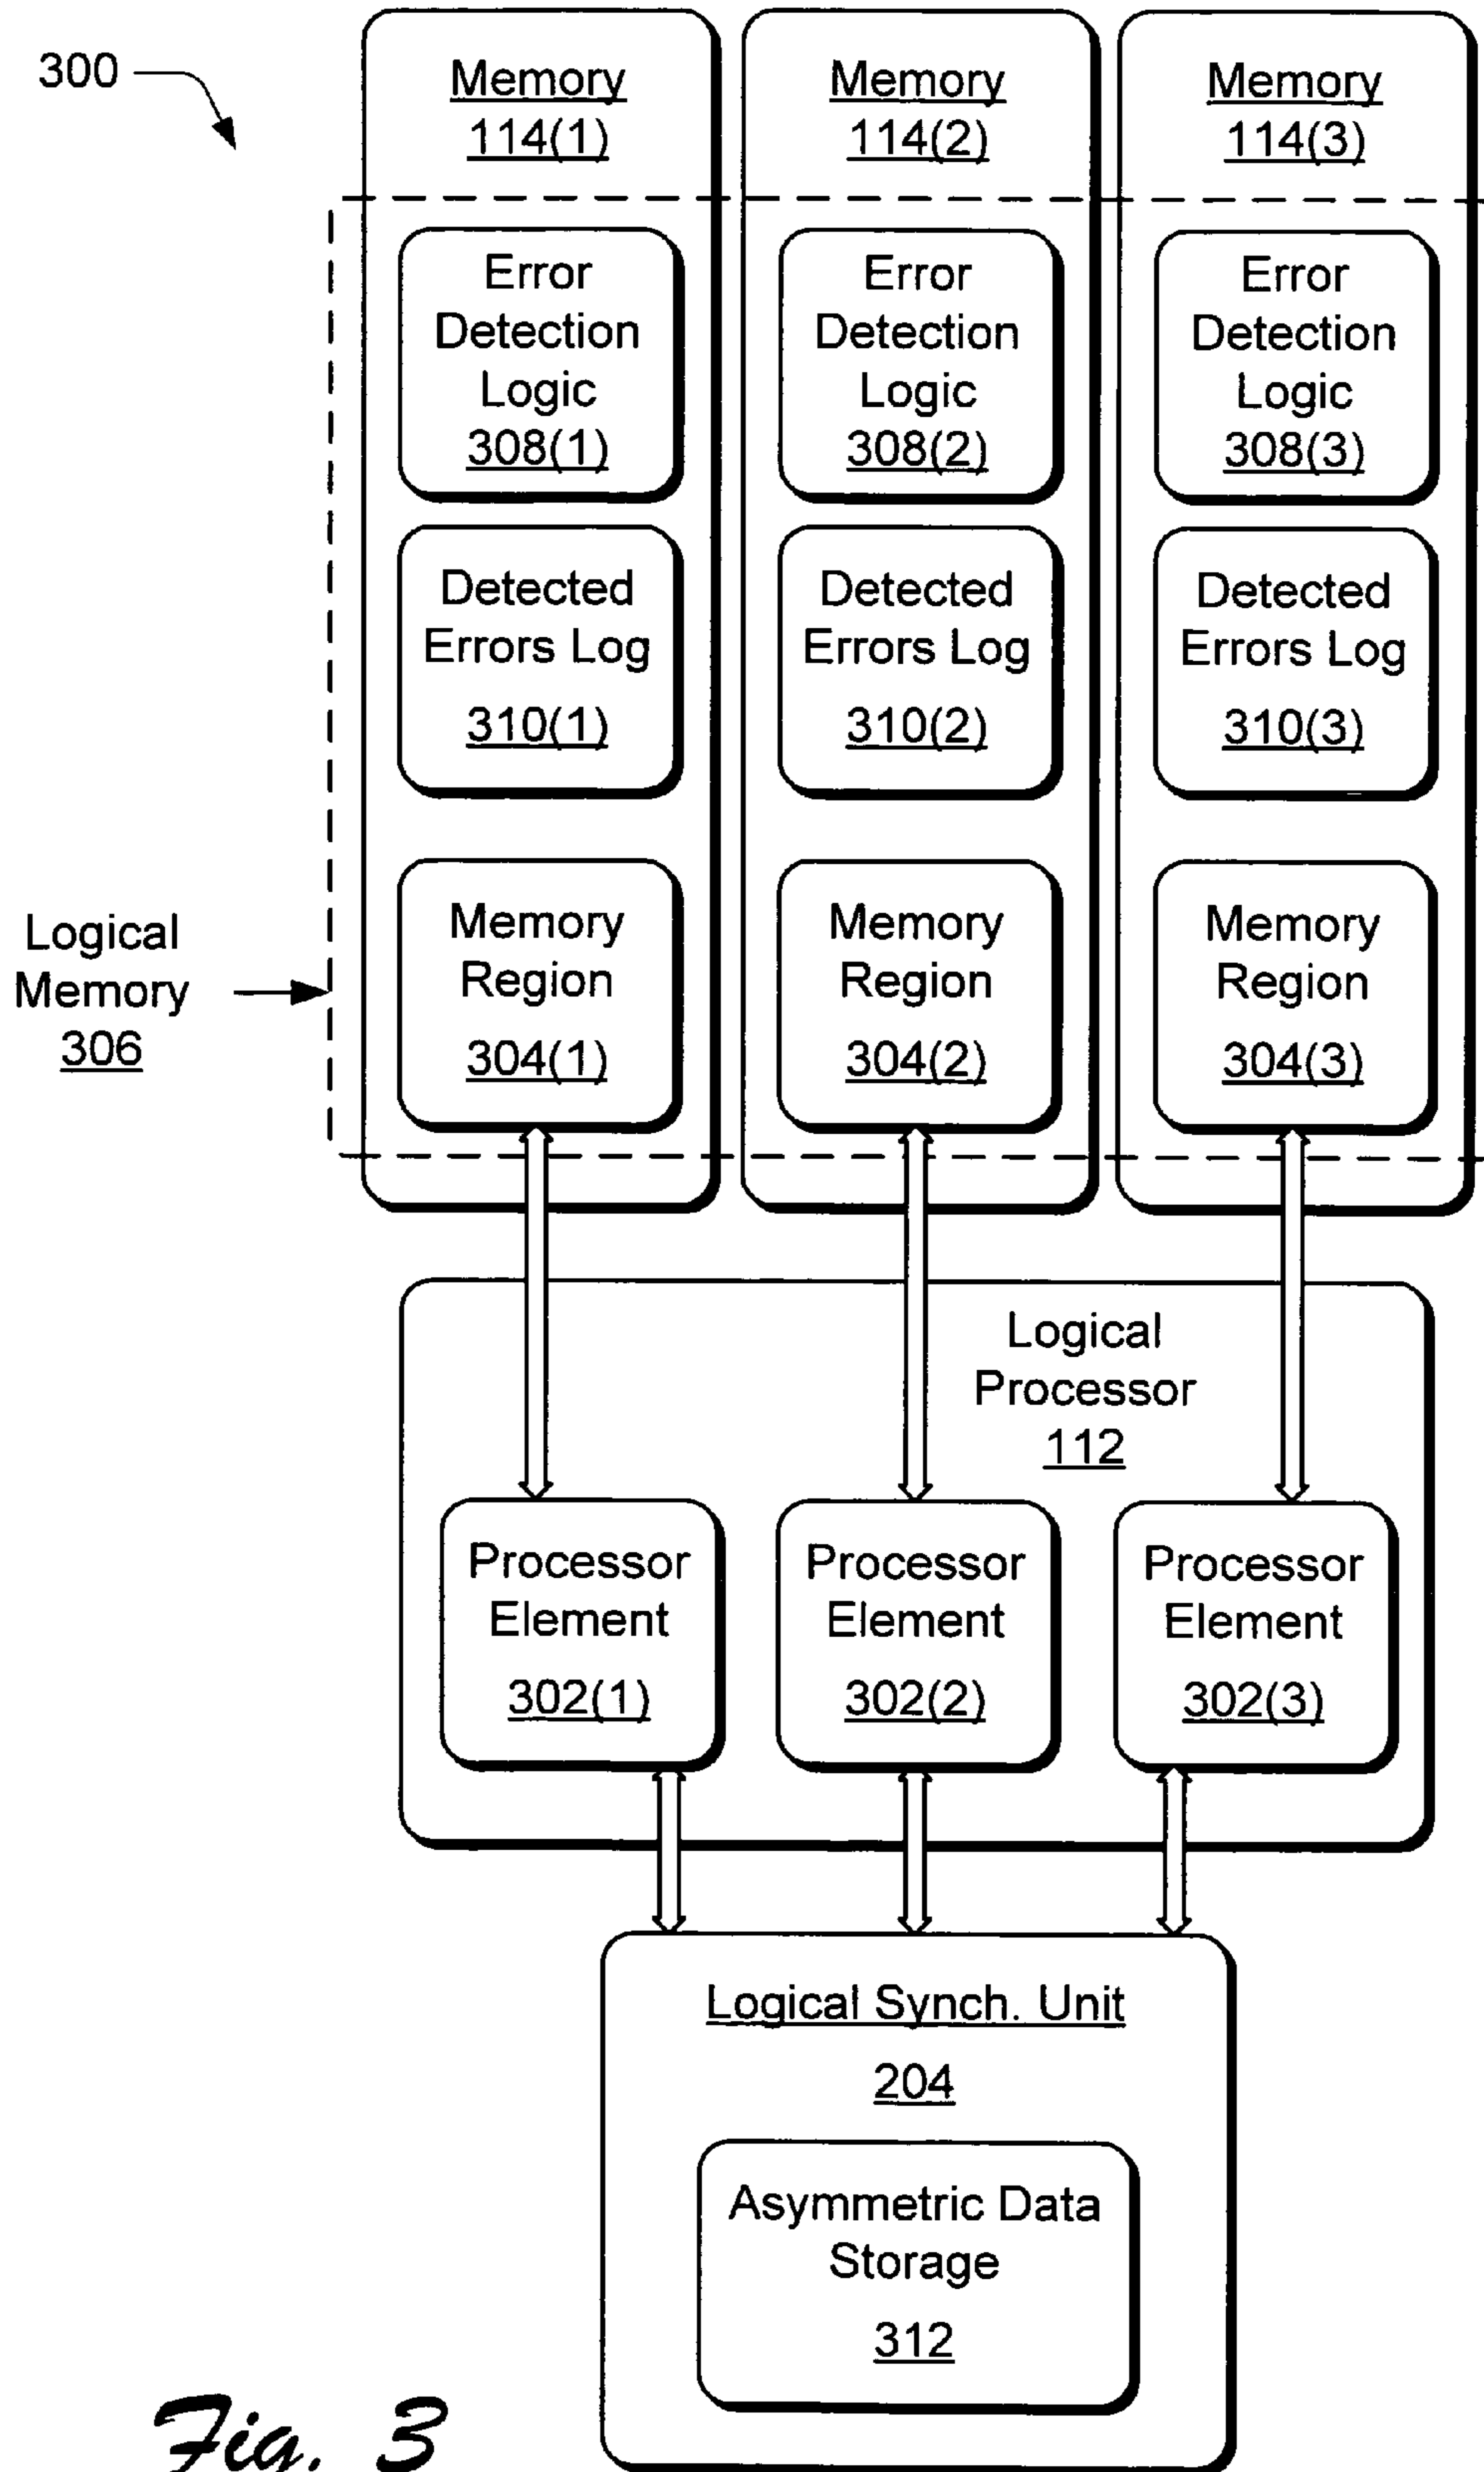 300
Memory
114(1)
Memory
114(2)
Memory
114(3)
Error
Detection
Logic
308(1)
Error
Detection
Logic
308(2)
Error
Detection
Logic
308(3)
Detected
Errors Log
310(1)
Detected
Errors Log
310(2)
Detected
Errors Log
310(3)
Logical
Memory
306
Memory
Region
304(1)
Memory
Region
304(2)
Memory
Region
304(3)
Logical
Processor
112
Processor
Element
302(1)
Processor
Element
302(2)
Processor
Element
302(3)
Logical Synch. Unit
204
Asymmetric Data
Storage
312
Fig. 3